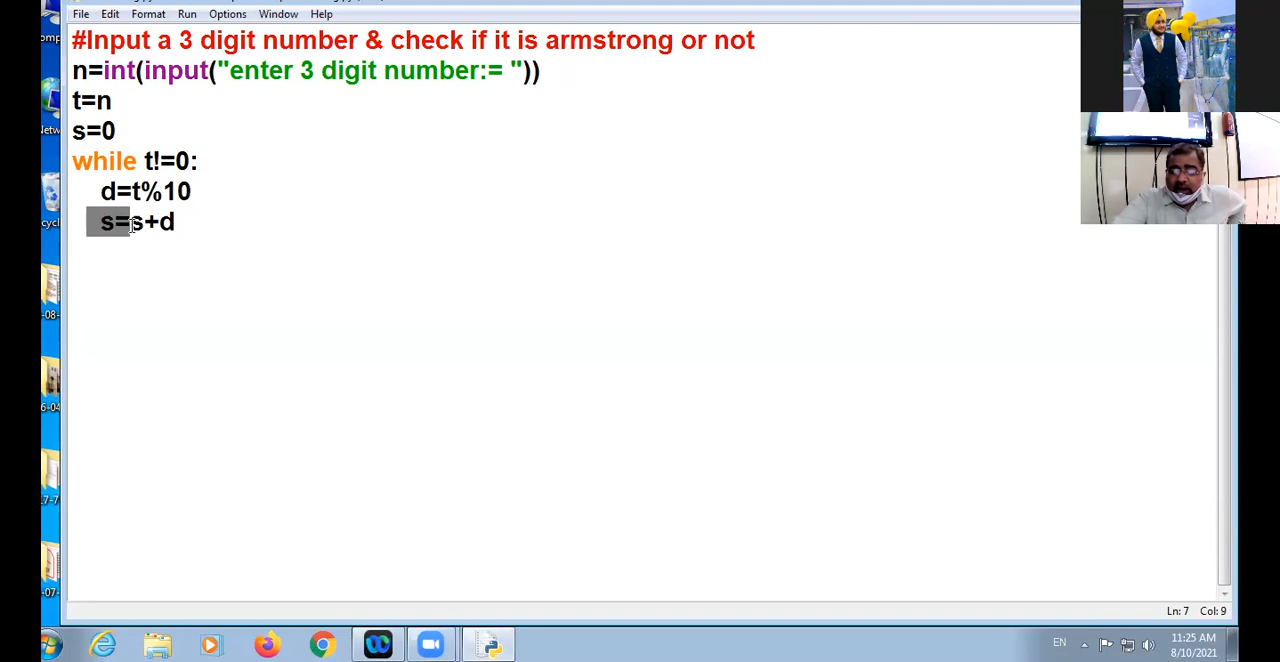 File Edit Format Run Options Window Help
#Input a 3 digit number & check if it is armstrong or not
n=int(input("enter 3 digit number:= "))
t=n
s=0
while t!=0:
d=t%10
s=s+d
Ln: 7 Col: 9
EN
11:25 AM
8/10/2021